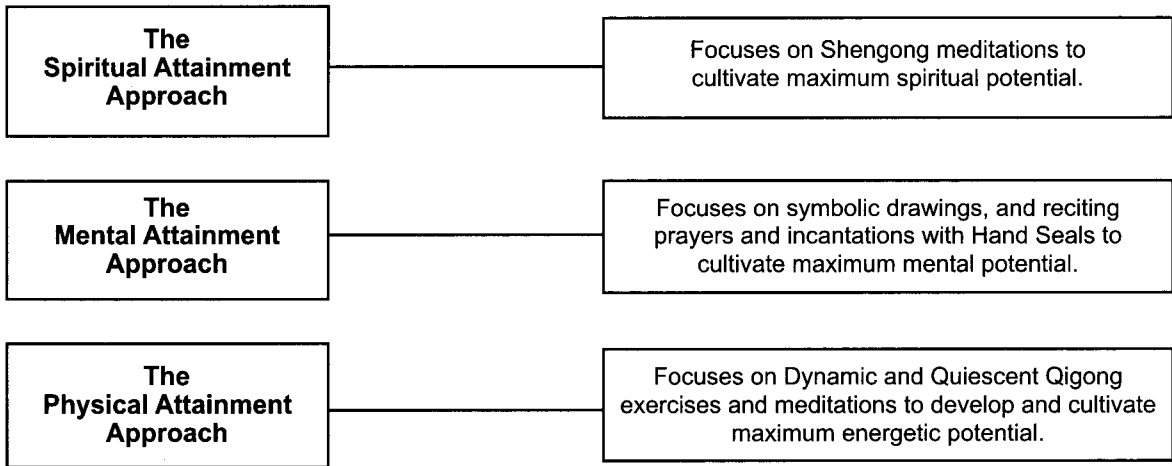 The
Spiritual Attainment
Approach
Focuses on Shengong meditations to
cultivate maximum spiritual potential.
The
Mental Attainment
Approach
Focuses on symbolic drawings, and reciting
prayers and incantations with Hand Seals to
cultivate maximum mental potential.
The
Physical Attainment
Approach
Focuses on Dynamic and Quiescent Qigong
exercises and meditations to develop and cultivate
maximum energetic potential.